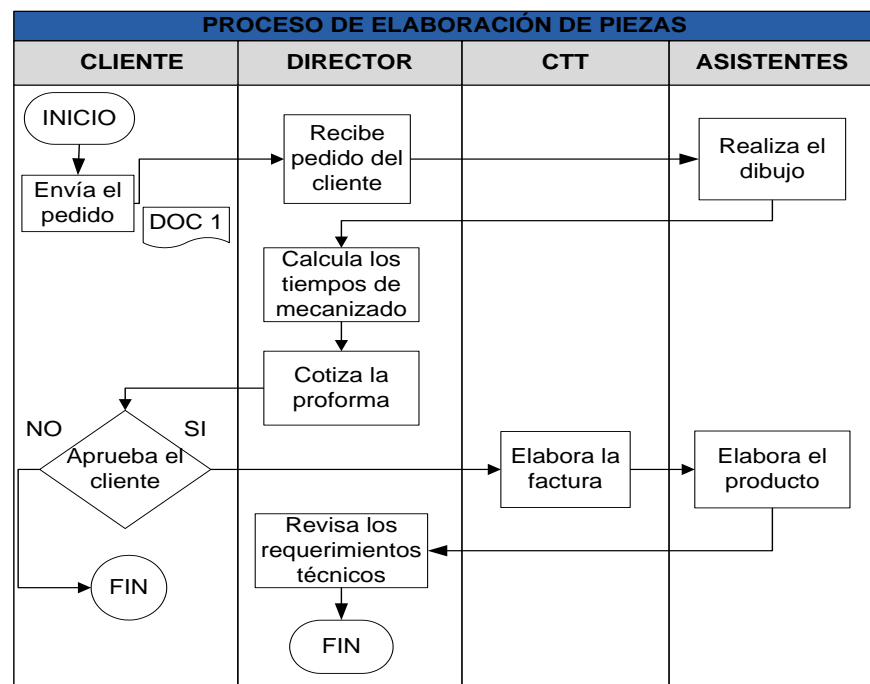 PROCESO DE ELABORACIÓN DE PIEZAS
CLIENTE
DIRECTOR
CTT
ASISTENTES
INICIO
Envía el
pedido
DOC 1
Recibe
pedido del
cliente
Realiza el
dibujo
Calcula los
tiempos de
mecanizado
Cotiza la
proforma
NO
SI
Aprueba el
cliente
Elabora la
factura
Elabora el
producto
Revisa los
requerimientos
técnicos
FIN
FIN